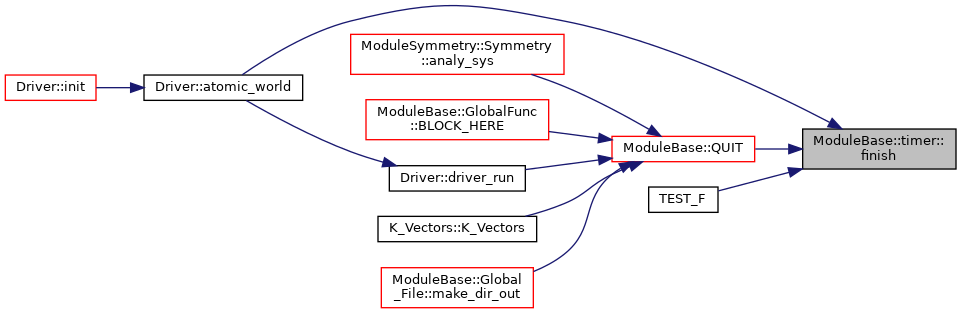 ModuleSymmetry::Symmetry
::analy_sys
Driver::init
Driver::atomic_world
ModuleBase::GlobalFunc
::BLOCK_HERE
ModuleBase::QUIT
ModuleBase::timer::
finish
Driver::driver_run
TEST_F
K_Vectors::K_Vectors
ModuleBase::Global
_File::make_dir_out